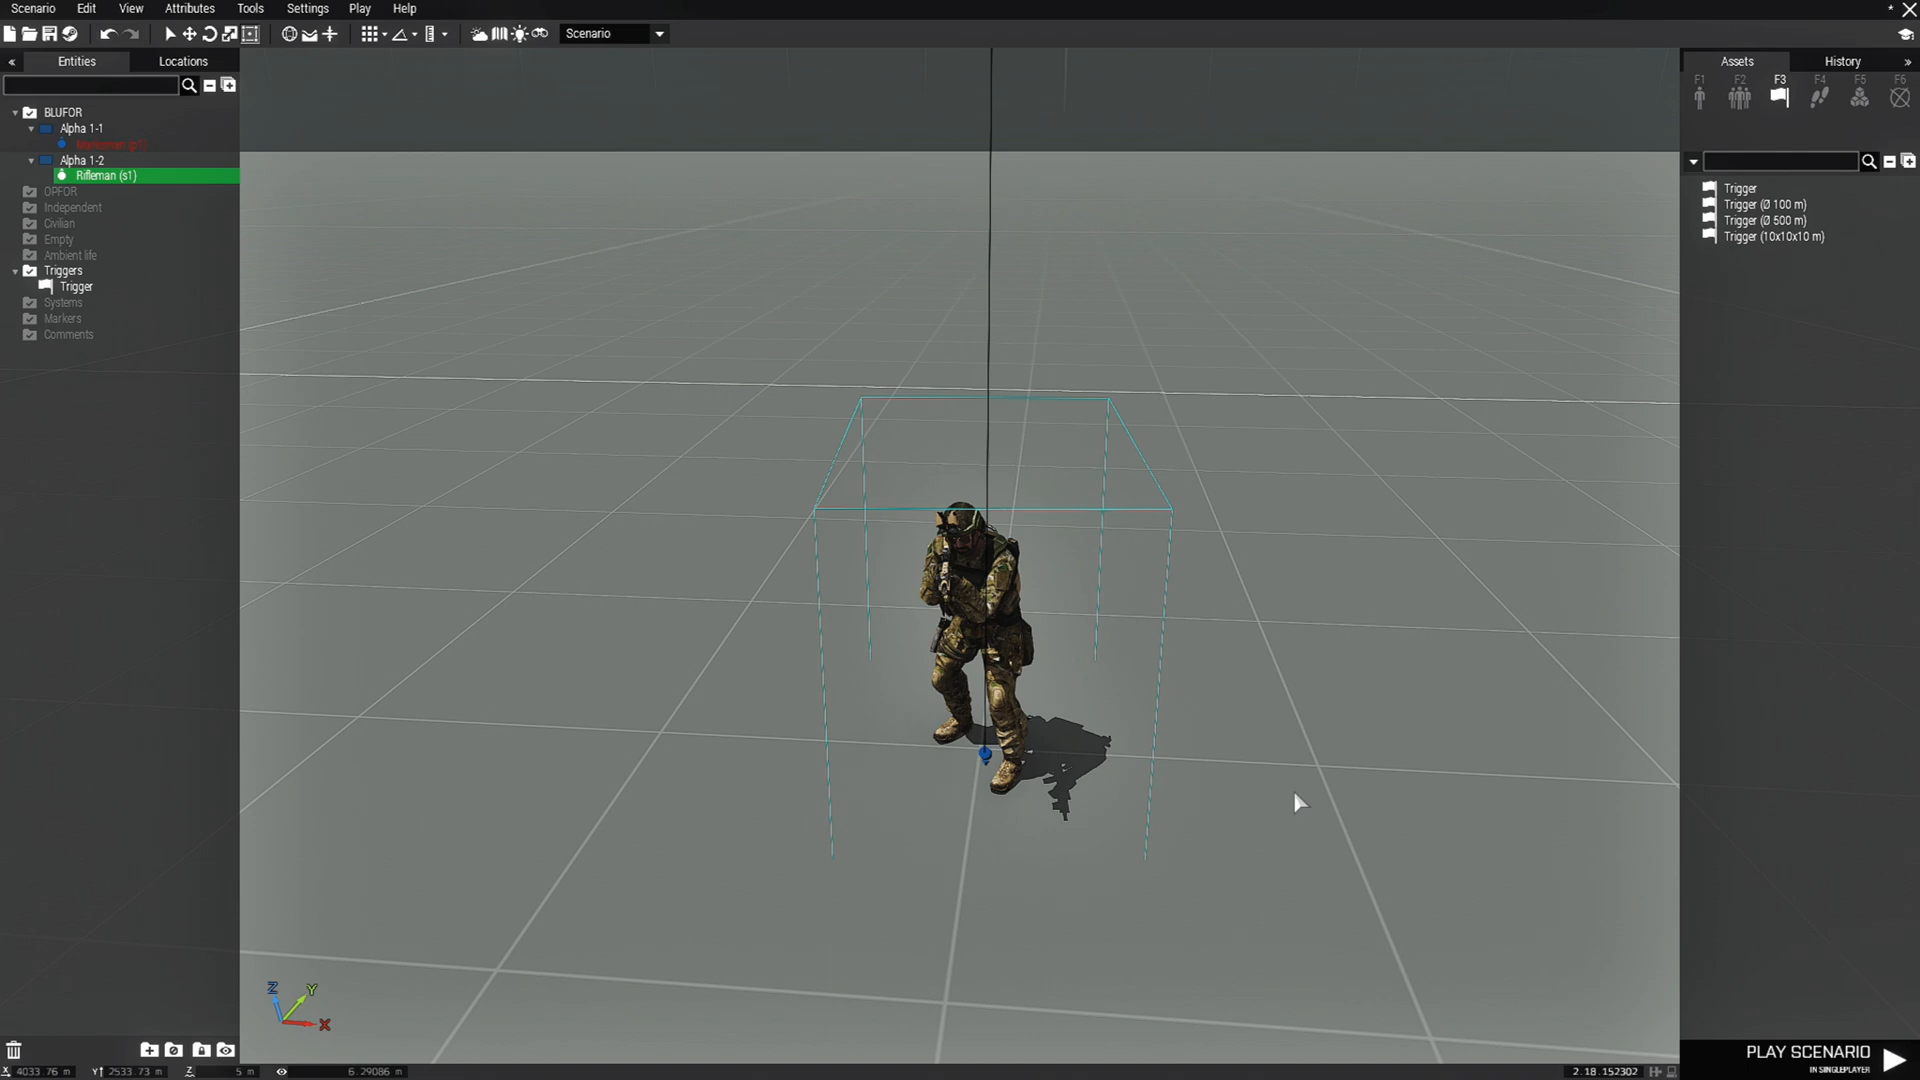 Scenario Edit View Attributes Tools Settings Play Help
Scenario
Entities Locations
BLUFOR
Alpha 1-1
Marksman (p1)
Alpha 1-2
Rifleman (s1)
OPFOR
Independent
Civilian
Empty
Ambient life
Triggers
Trigger
Systems
Markers
Comments
Assets History
F1 F2 F3 F4 F5 F6
Trigger
Trigger (Ø 100 m)
Trigger (Ø 500 m)
Trigger (10x10x10 m)
Z Y X
PLAY SCENARIO
IN SINGLEPLAYER
X 4033.76 m Y 2533.73 m Z 5 m 6.29086 m 2.18.152302